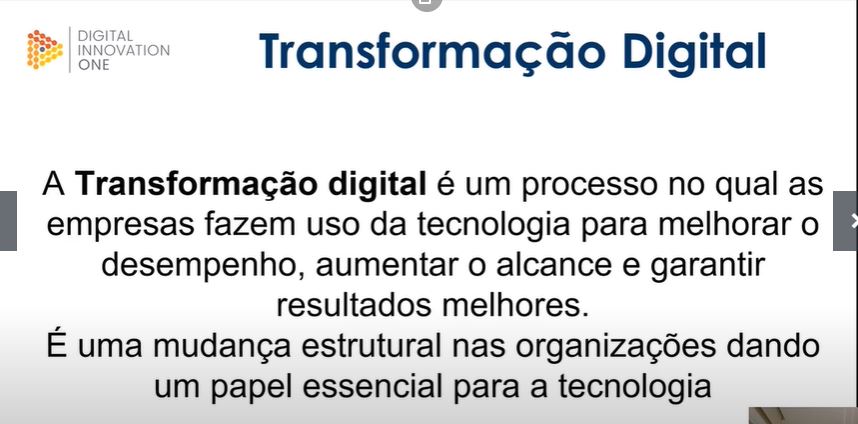 DIGITAL
INNOVATION
ONE
Transformação Digital
A Transformação digital é um processo no qual as
empresas fazem uso da tecnologia para melhorar o
desempenho, aumentar o alcance e garantir
resultados melhores.
É uma mudança estrutural nas organizações dando
um papel essencial para a tecnologia